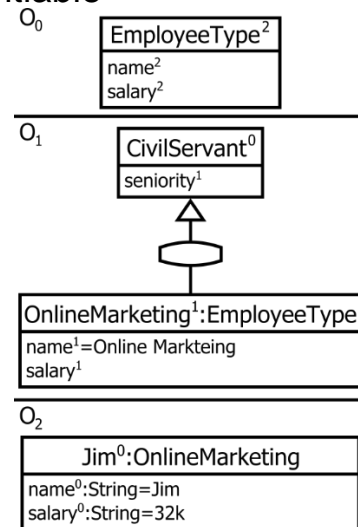 O₀
EmployeeType²
name²
salary²
O₁
CivilServant⁰
seniority¹
OnlineMarketing¹:EmployeeType
name¹=Online Markteing
salary¹
O₂
Jim⁰:OnlineMarketing
name⁰:String=Jim
salary⁰:String=32k